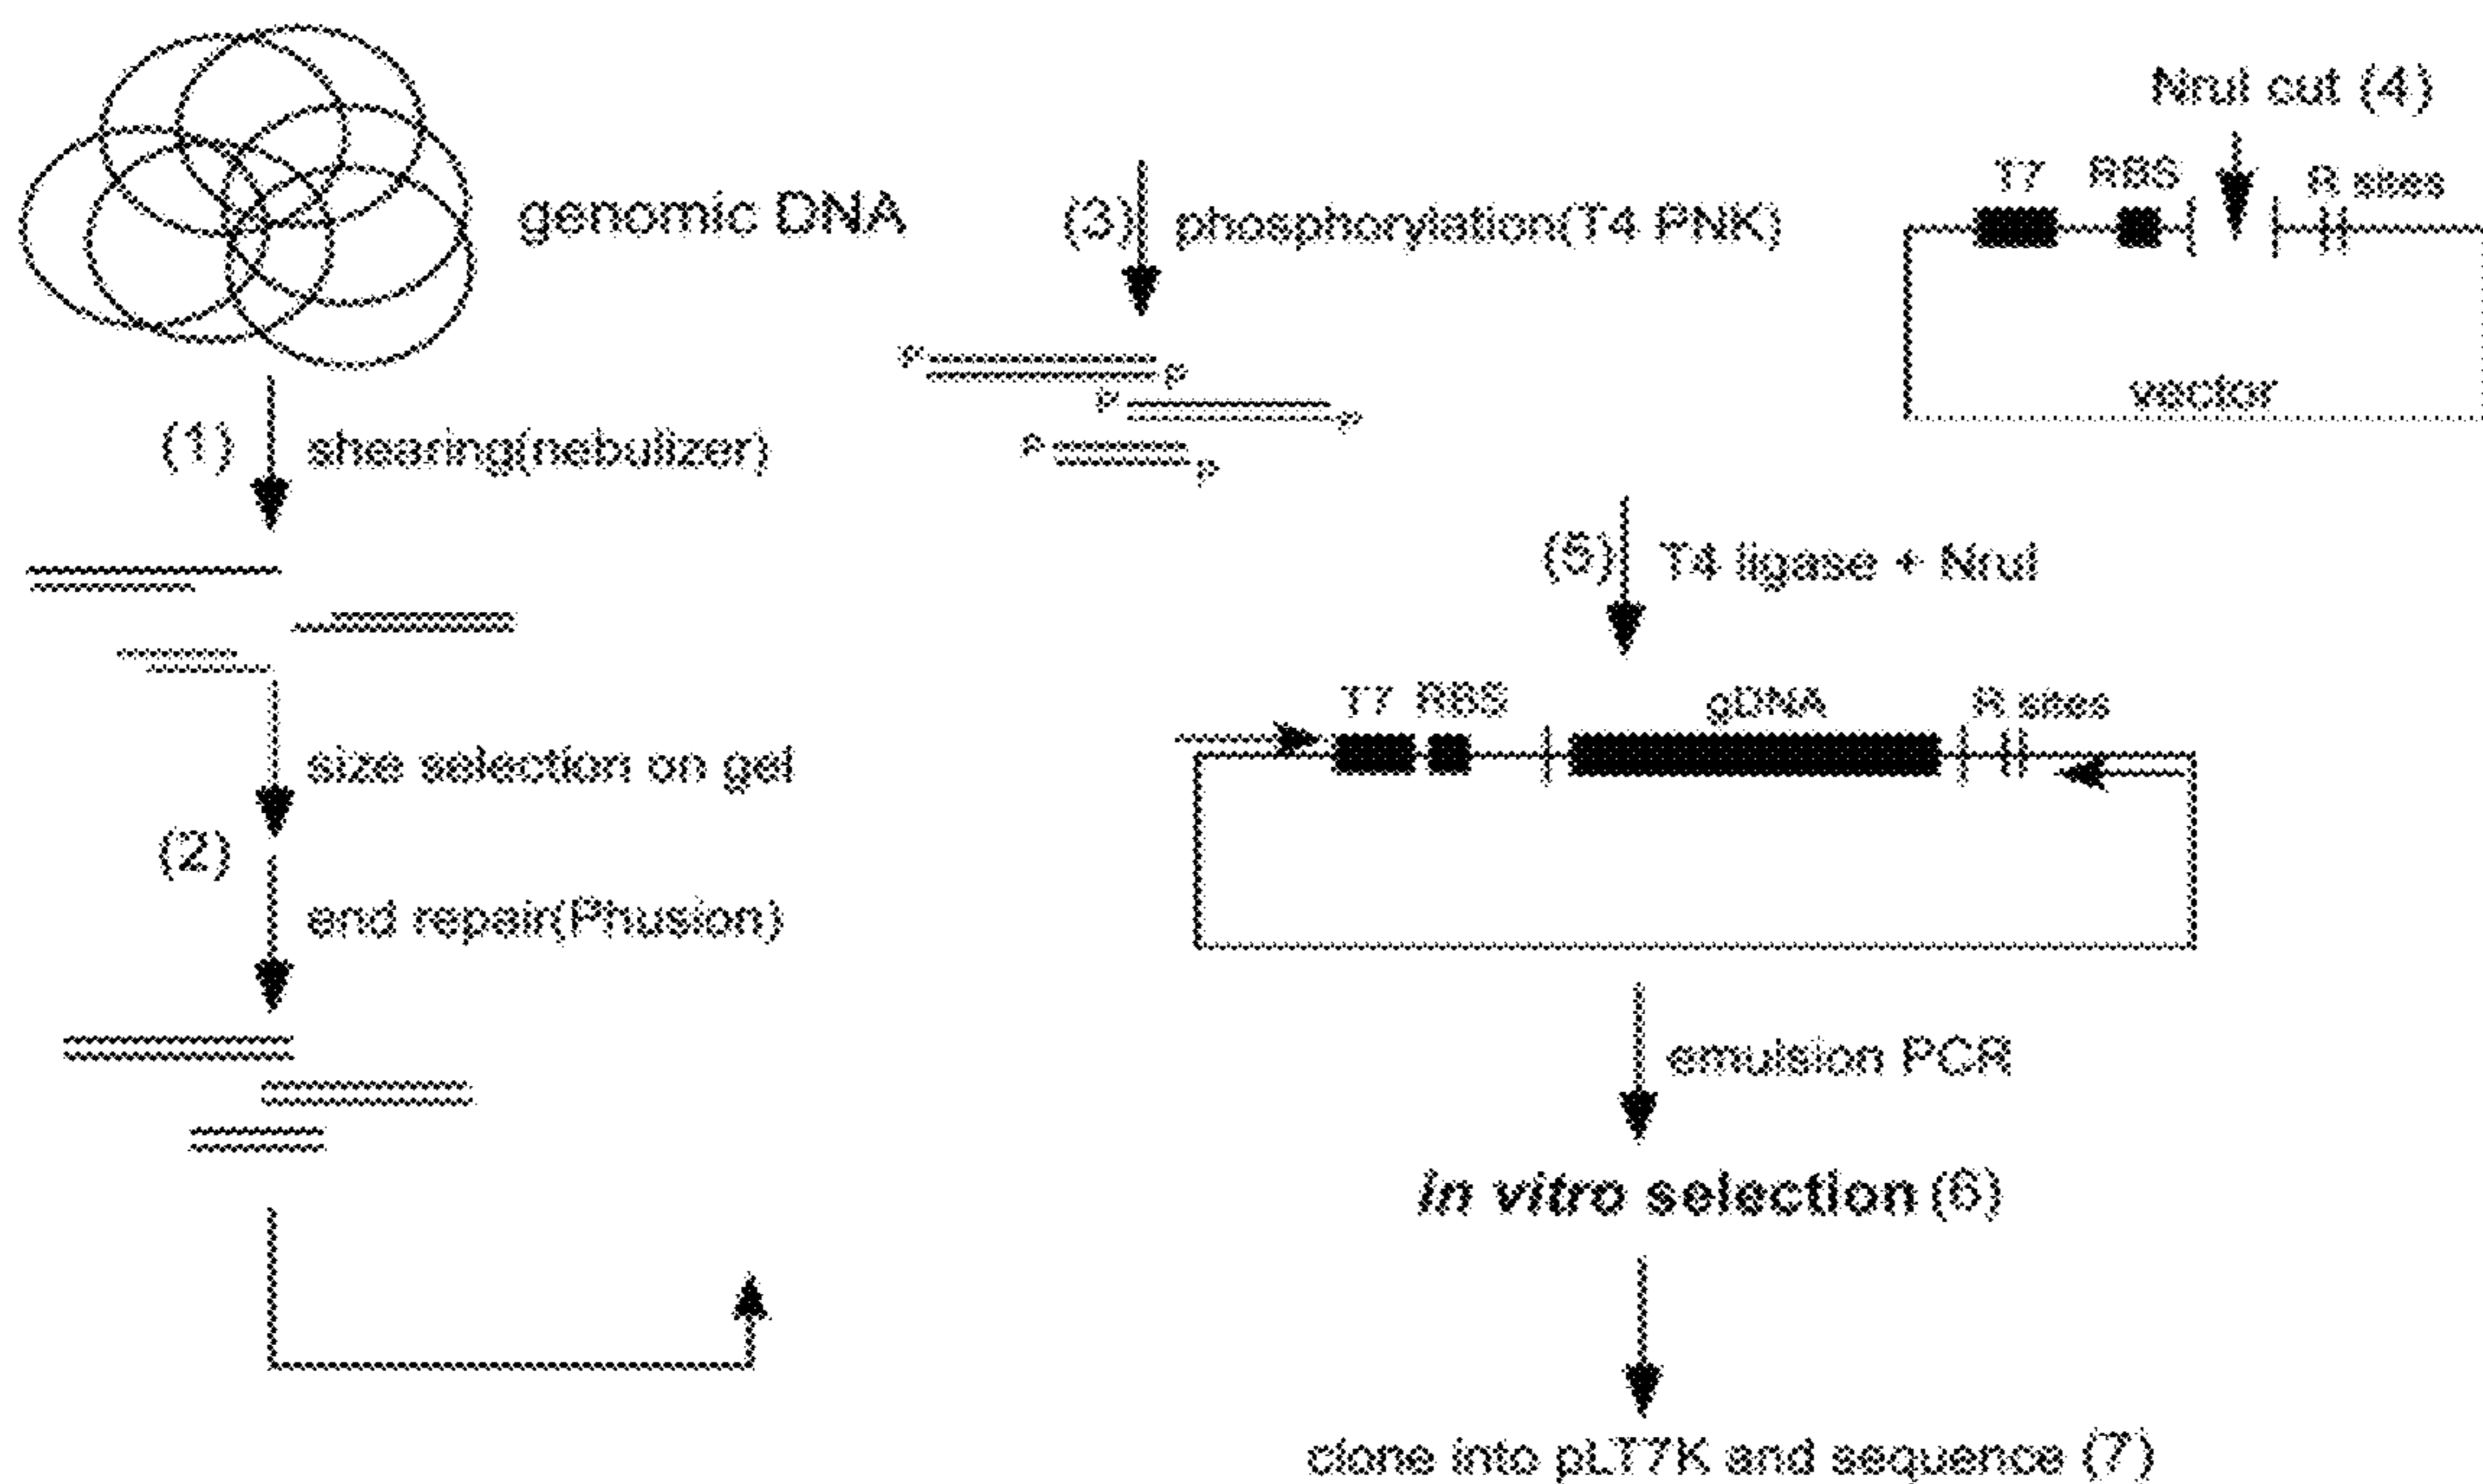 genomic DNA
(1) shearing(nebulizer)
size selection on gel
(2)
end repair(Phusion)
(3) phosphorylation(T4 PNK)
P
P
P
P
P
P
NruI cut (4)
T7 RBS R sites
vector
(5) T4 ligase + NruI
T7 RBS gDNA R sites
emulsion PCR
in vitro selection (6)
clone into pLT7K and sequence (7)